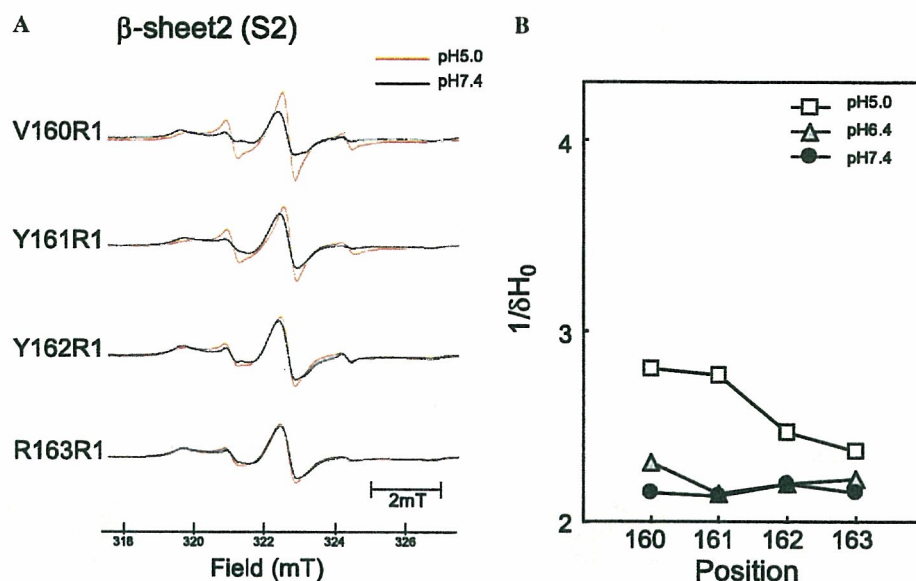 A
β-sheet2 (S2)
pH5.0
pH7.4
V160R1
Y161R1
Y162R1
R163R1
2mT
318 320 322 324 326
Field (mT)
B
pH5.0
pH6.4
pH7.4
4
3
2
1/δH0
160 161 162 163
Position